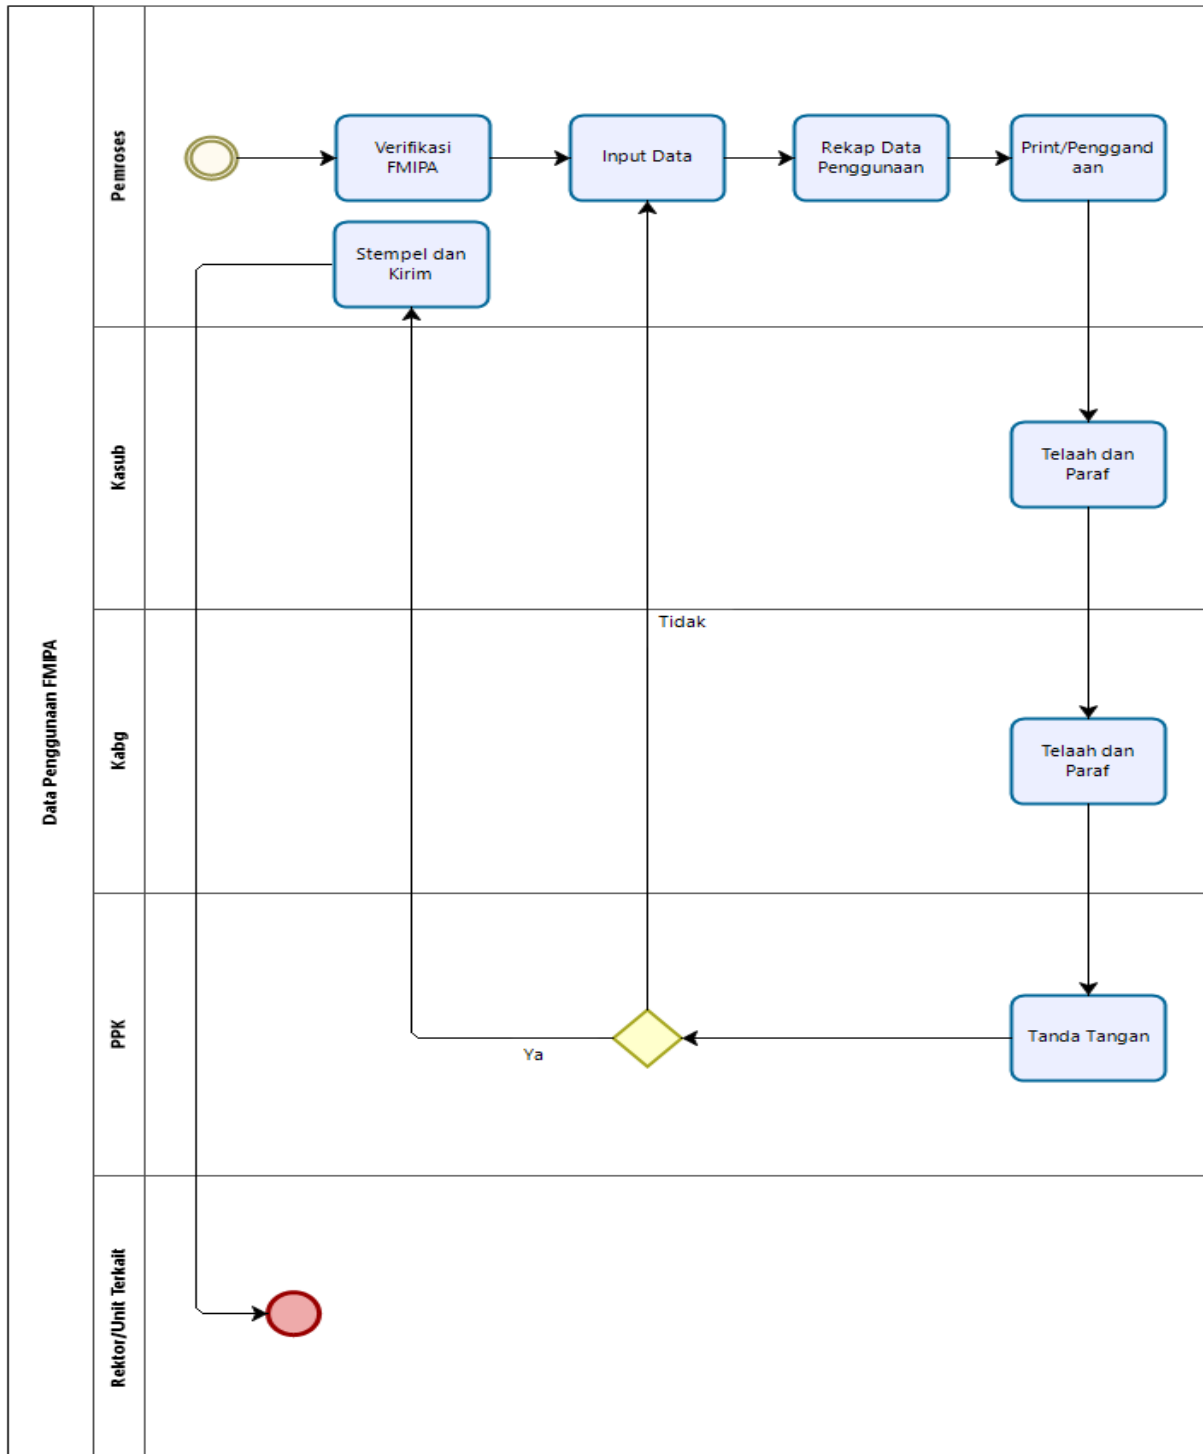 Data Penggunaan FMIPA
Pemroses
Verifikasi
FMIPA
Input Data
Rekap Data
Penggunaan
Print/Penggand
aan
Stempel dan
Kirim
Kasub
Telaah dan
Paraf
Kabg
Tidak
Telaah dan
Paraf
PPK
Tanda Tangan
Ya
Rektor/Unit Terkait